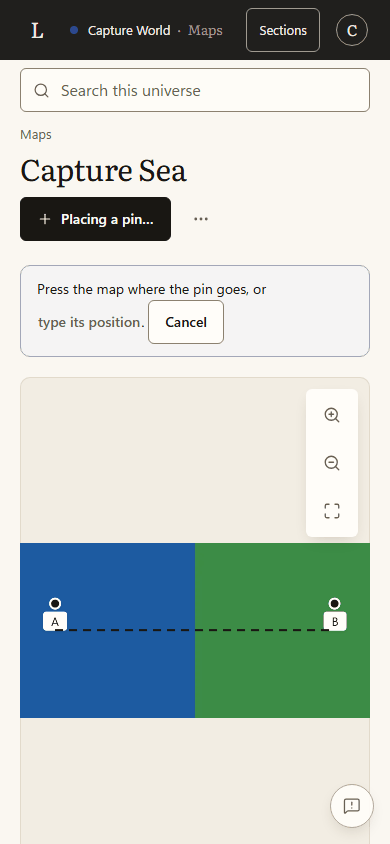 L Capture World · Maps Sections C
Search this universe
Maps
Capture Sea
Placing a pin...
Press the map where the pin goes, or
type its position. Cancel
A B